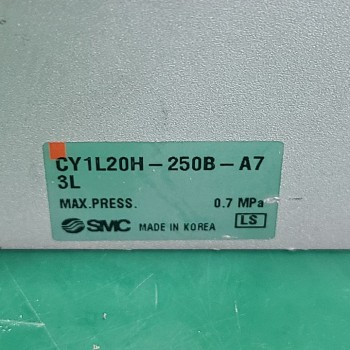 CY1L20H-250B-A7
3L
MAX.PRESS. 0.7 MPa
SMC MADE IN KOREA LS